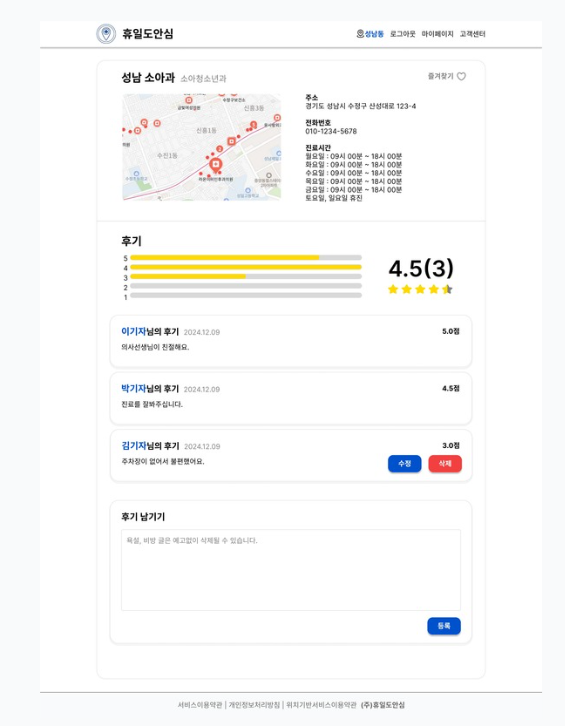 휴일도안심
성남동 로그아웃 마이페이지 고객센터
성남 소아과 소아청소년과
즐겨찾기
수정구보건소
신흥3동
신흥1동
수진1동
주소
경기도 성남시 수정구 산성대로 123-4
전화번호
010-1234-5678
진료시간
월요일 : 09시 00분 ~ 18시 00분
화요일 : 09시 00분 ~ 18시 00분
수요일 : 09시 00분 ~ 18시 00분
목요일 : 09시 00분 ~ 18시 00분
금요일 : 09시 00분 ~ 18시 00분
토요일, 일요일 휴진
후기
5
4
3
2
1
4.5(3)
이기자님의 후기 2024.12.09
5.0점
의사선생님이 친절해요.
박기자님의 후기 2024.12.09
4.5점
진료를 잘봐주십니다.
김기자님의 후기 2024.12.09
3.0점
주차장이 없어서 불편했어요.
수정 삭제
후기 남기기
욕설, 비방 글은 예고없이 삭제될 수 있습니다.
등록
서비스이용약관 | 개인정보처리방침 | 위치기반서비스이용약관 (주)휴일도안심